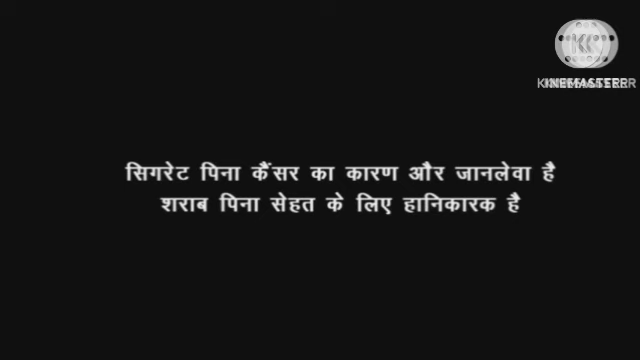 सिगरेट पिना कैंसर का कारण और जानलेवा है
शराब पिना सेहत के लिए हानिकारक है